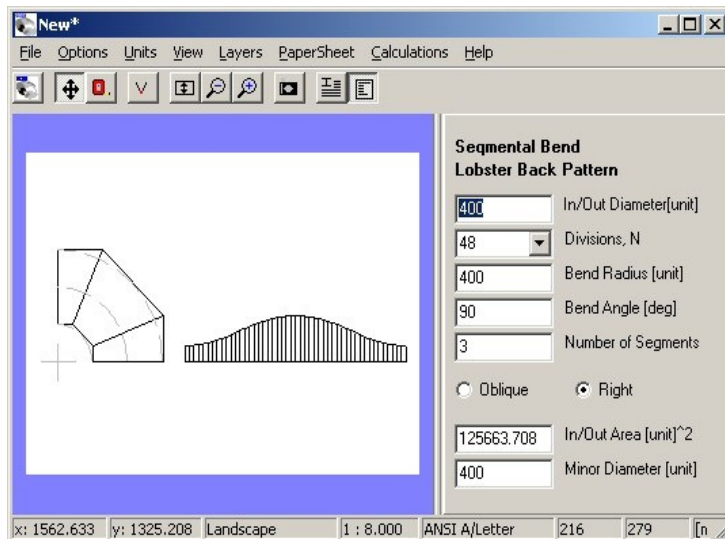 New*
File Options Units View Layers PaperSheet Calculations Help
Seqmental Bend
Lobster Back Pattern
400 In/Out Diameter[unit]
48 Divisions, N
400 Bend Radius [unit]
90 Bend Angle [deg]
3 Number of Segments
Oblique Right
125663.708 In/Out Area [unit]^2
400 Minor Diameter [unit]
x: 1562.633 y: 1325.208 Landscape 1 : 8.000 ANSI A/Letter 216 279 [n